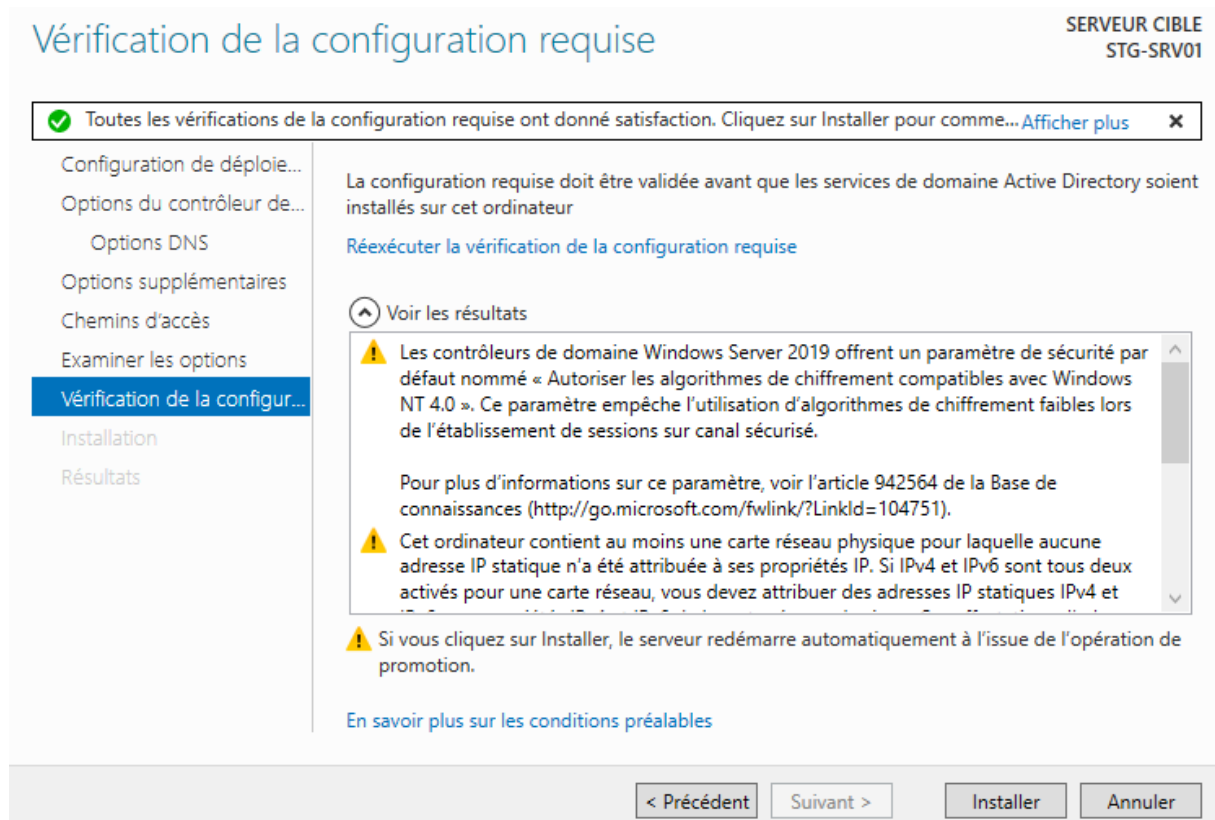 Vérification de la configuration requise
SERVEUR CIBLE
STG-SRV01
Toutes les vérifications de la configuration requise ont donné satisfaction. Cliquez sur Installer pour comme... Afficher plus
Configuration de déploie...
Options du contrôleur de...
Options DNS
Options supplémentaires
Chemins d'accès
Examiner les options
Vérification de la configur...
Installation
Résultats
La configuration requise doit être validée avant que les services de domaine Active Directory soient
installés sur cet ordinateur
Réexécuter la vérification de la configuration requise
Voir les résultats
Les contrôleurs de domaine Windows Server 2019 offrent un paramètre de sécurité par
défaut nommé « Autoriser les algorithmes de chiffrement compatibles avec Windows
NT 4.0 ». Ce paramètre empêche l'utilisation d'algorithmes de chiffrement faibles lors
de l'établissement de sessions sur canal sécurisé.
Pour plus d'informations sur ce paramètre, voir l'article 942564 de la Base de
connaissances (http://go.microsoft.com/fwlink/?LinkId=104751).
Cet ordinateur contient au moins une carte réseau physique pour laquelle aucune
adresse IP statique n'a été attribuée à ses propriétés IP. Si IPv4 et IPv6 sont tous deux
activés pour une carte réseau, vous devez attribuer des adresses IP statiques IPv4 et
Si vous cliquez sur Installer, le serveur redémarre automatiquement à l'issue de l'opération de
promotion.
En savoir plus sur les conditions préalables
< Précédent
Suivant >
Installer
Annuler